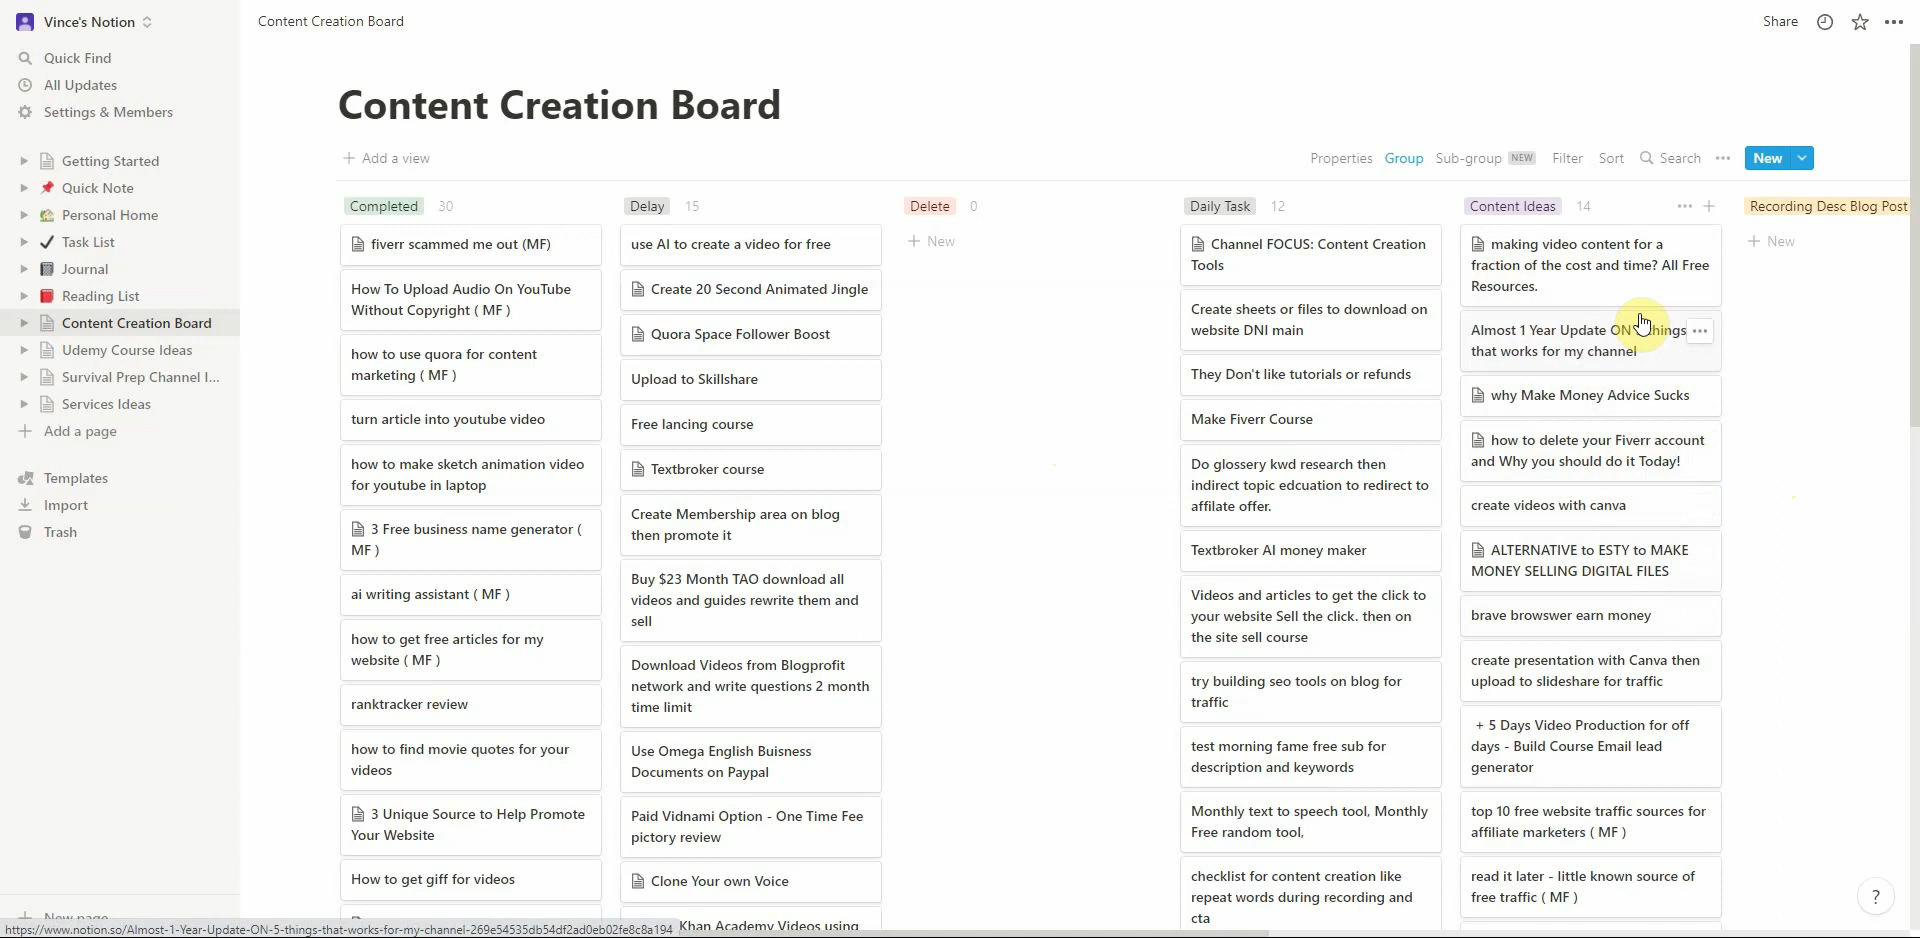 Vince's Notion
Quick Find
All Updates
Settings & Members
Getting Started
Quick Note
Personal Home
Task List
Journal
Reading List
Content Creation Board
Udemy Course Ideas
Survival Prep Channel I...
Services Ideas
Add a page
Templates
Import
Trash
New page
Content Creation Board
Share
Content Creation Board
Add a view
Properties
Group
Sub-group NEW
Filter
Sort
Search
New
Completed 30
fiverr scammed me out (MF)
How To Upload Audio On YouTube
Without Copyright ( MF )
how to use quora for content
marketing ( MF )
turn article into youtube video
how to make sketch animation video
for youtube in laptop
3 Free business name generator (
MF )
ai writing assistant ( MF )
how to get free articles for my
website ( MF )
ranktracker review
how to find movie quotes for your
videos
3 Unique Source to Help Promote
Your Website
How to get giff for videos
Delay 15
use AI to create a video for free
Create 20 Second Animated Jingle
Quora Space Follower Boost
Upload to Skillshare
Free lancing course
Textbroker course
Create Membership area on blog
then promote it
Buy $23 Month TAO download all
videos and guides rewrite them and
sell
Download Videos from Blogprofit
network and write questions 2 month
time limit
Use Omega English Buisness
Documents on Paypal
Paid Vidnami Option - One Time Fee
pictory review
Clone Your own Voice
Khan Academy Videos using
Delete 0
+ New
Daily Task 12
Channel FOCUS: Content Creation
Tools
Create sheets or files to download on
website DNI main
They Don't like tutorials or refunds
Make Fiverr Course
Do glossery kwd research then
indirect topic edcuation to redirect to
affilate offer.
Textbroker AI money maker
Videos and articles to get the click to
your website Sell the click. then on
the site sell course
try building seo tools on blog for
traffic
test morning fame free sub for
description and keywords
Monthly text to speech tool, Monthly
Free random tool,
checklist for content creation like
repeat words during recording and
cta
Content Ideas 14
making video content for a
fraction of the cost and time? All Free
Resources.
Almost 1 Year Update ON things
that works for my channel
why Make Money Advice Sucks
how to delete your Fiverr account
and Why you should do it Today!
create videos with canva
ALTERNATIVE to ESTY to MAKE
MONEY SELLING DIGITAL FILES
brave browswer earn money
create presentation with Canva then
upload to slideshare for traffic
+ 5 Days Video Production for off
days - Build Course Email lead
generator
top 10 free website traffic sources for
affiliate marketers ( MF )
read it later - little known source of
free traffic ( MF )
Recording Desc Blog Post
+ New
?
https://www.notion.so/Almost-1-Year-Update-ON-5-things-that-works-for-my-channel-269e54535db54df2ad0eb02fe8c8a194